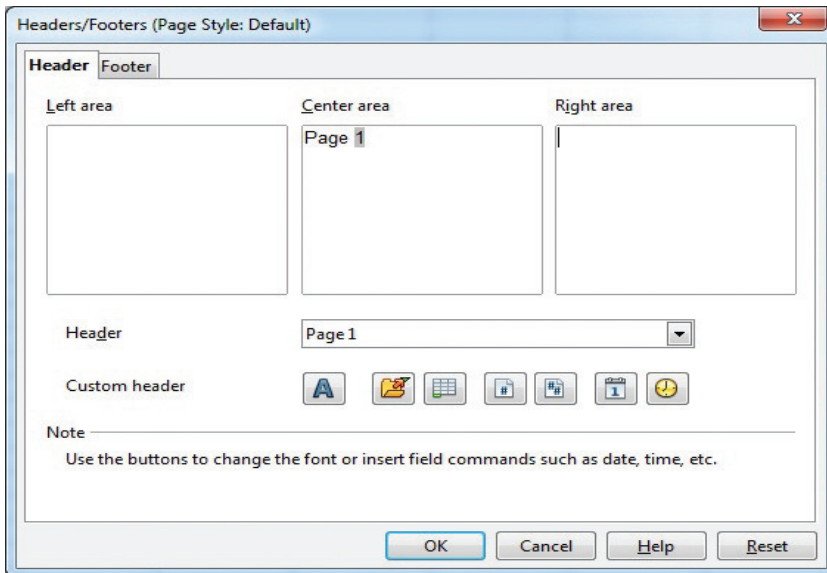 Headers/Footers (Page Style: Default)
Header Footer
Left area Center area Right area
Page 1
Header Page 1
Custom header
Note
Use the buttons to change the font or insert field commands such as date, time, etc.
OK Cancel Help Reset